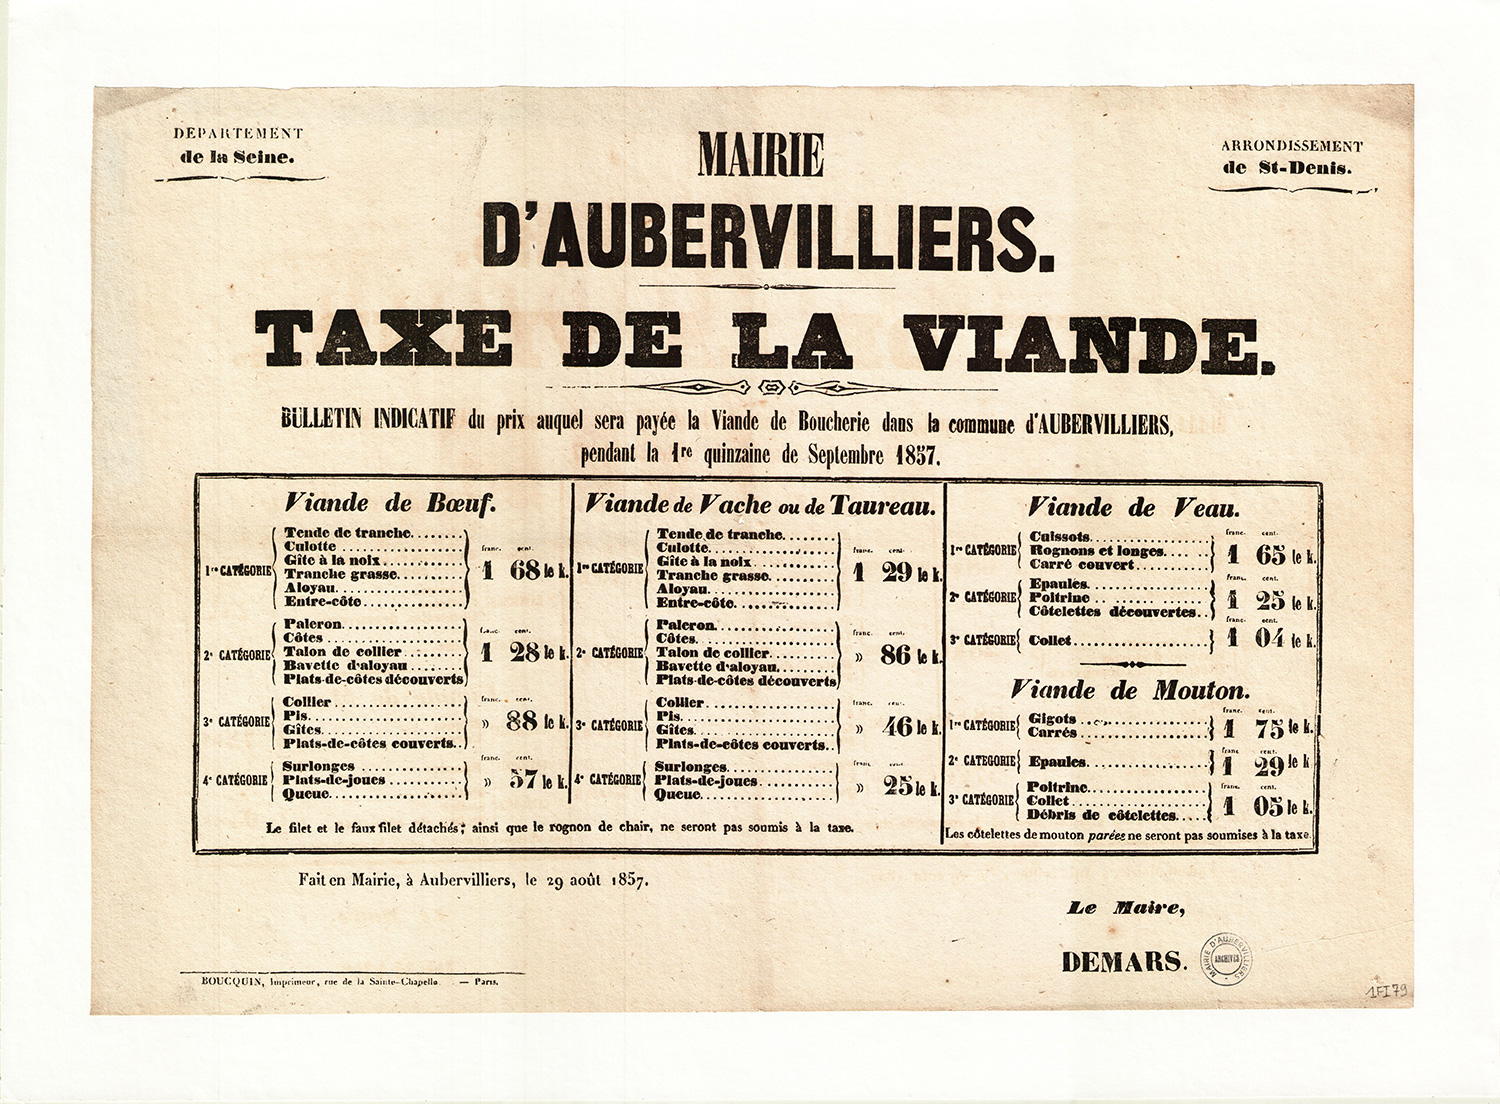 DÉPARTEMENT
de la Seine.
ARRONDISSEMENT
de St-Denis.
MAIRIE
D'AUBERVILLIERS.
TAXE DE LA VIANDE.
BULLETIN INDICATIF du prix auquel sera payée la Viande de Boucherie dans la commune d'AUBERVILLIERS,
pendant la 1re quinzaine de Septembre 1857.
Viande de Bœuf.
1re CATÉGORIE
Tende de tranche
Culotte
Gîte à la noix
Tranche grasse
Aloyau
Entre-côte
franc. cent.
1 68 le k.
2e CATÉGORIE
Paleron
Côtes
Talon de collier
Bavette d'aloyau
Plats-de-côtes découverts
franc. cent.
1 28 le k.
3e CATÉGORIE
Collier
Pis
Gîtes
Plats-de-côtes couverts
franc. cent.
» 88 le k.
4e CATÉGORIE
Surlonges
Plats-de-joues
Queue
franc. cent.
» 57 le k.
Viande de Vache ou de Taureau.
1re CATÉGORIE
Tende de tranche
Culotte
Gîte à la noix
Tranche grasse
Aloyau
Entre-côte
franc. cent.
1 29 le k.
2e CATÉGORIE
Paleron
Côtes
Talon de collier
Bavette d'aloyau
Plats-de-côtes découverts
franc. cent.
» 86 le k.
3e CATÉGORIE
Collier
Pis
Gîtes
Plats-de-côtes couverts
franc. cent.
» 46 le k.
4e CATÉGORIE
Surlonges
Plats-de-joues
Queue
franc. cent.
» 25 le k.
Le filet et le faux filet détachés; ainsi que le rognon de chair, ne seront pas soumis à la taxe.
Viande de Veau.
1re CATÉGORIE
Cuissots
Rognons et longes
Carré couvert
franc. cent.
1 65 le k.
2e CATÉGORIE
Epaules
Poitrine
Côtelettes découvertes
franc. cent.
1 25 le k.
3e CATÉGORIE
Collet
franc. cent.
1 04 le k.
Viande de Mouton.
1re CATÉGORIE
Gigots
Carrés
franc. cent.
1 75 le k.
2e CATÉGORIE
Epaules
franc. cent.
1 29 le k
3e CATÉGORIE
Poitrine
Collet
Débris de côtelettes
franc. cent.
1 05 le k.
Les côtelettes de mouton parées ne seront pas soumises à la taxe.
Fait en Mairie, à Aubervilliers, le 29 août 1857.
Le Maire,
DEMARS.
MAIRIE D'AUBERVILLIERS
ARCHIVES
BOUCQUIN, Imprimeur, rue de la Sainte-Chapelle — Paris.
1FI79